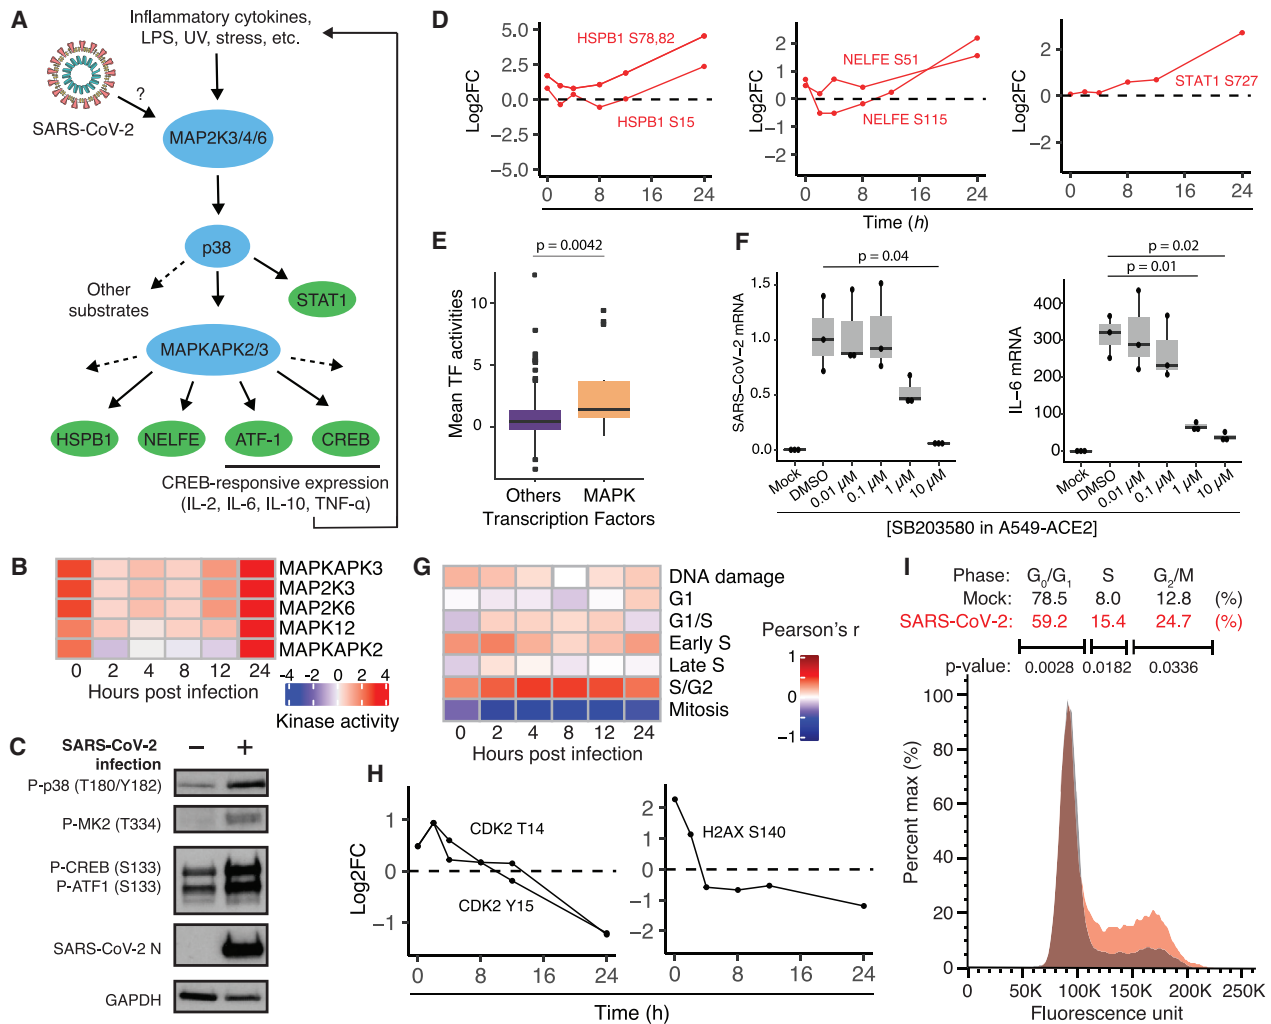 A
Inflammatory cytokines,
LPS, UV, stress, etc.
?
SARS-CoV-2
MAP2K3/4/6
p38
Other
substrates
STAT1
MAPKAPK2/3
HSPB1
NELFE
ATF-1
CREB
CREB-responsive expression
(IL-2, IL-6, IL-10, TNF-α)
B
MAPKAPK3
MAP2K3
MAP2K6
MAPK12
MAPKAPK2
0 2 4 8 12 24
Hours post infection
-4 -2 0 2 4
Kinase activity
C
SARS-CoV-2
infection
− +
P-p38 (T180/Y182)
P-MK2 (T334)
P-CREB (S133)
P-ATF1 (S133)
SARS-CoV-2 N
GAPDH
D
Log2FC
5.0
2.5
0.0
−2.5
−5.0
HSPB1 S78,82
HSPB1 S15
0 8 16 24
Log2FC
2
1
0
−1
−2
NELFE S51
NELFE S115
0 8 16 24
Log2FC
2
0
−2
STAT1 S727
0 8 16 24
Time (h)
E
p = 0.0042
Mean TF activities
10
5
0
Others MAPK
Transcription Factors
F
p = 0.04
SARS−CoV−2 mRNA
1.5
1.0
0.5
0.0
Mock DMSO 0.01 µM 0.1 µM 1 µM 10 µM
p = 0.02
p = 0.01
IL−6 mRNA
400
300
200
100
0
Mock DMSO 0.01 µM 0.1 µM 1 µM 10 µM
[SB203580 in A549-ACE2]
G
DNA damage
G1
G1/S
Early S
Late S
S/G2
Mitosis
0 2 4 8 12 24
Hours post infection
Pearson's r
1
0
−1
H
Log2FC
1
0
−1
CDK2 T14
CDK2 Y15
0 8 16 24
2
1
0
−1
−2
H2AX S140
0 8 16 24
Time (h)
I
Phase: G0/G1 S G2/M
Mock: 78.5 8.0 12.8 (%)
SARS-CoV-2: 59.2 15.4 24.7 (%)
p-value: 0.0028 0.0182 0.0336
Percent max (%)
100
80
60
40
20
0
0 50K 100K 150K 200K 250K
Fluorescence unit